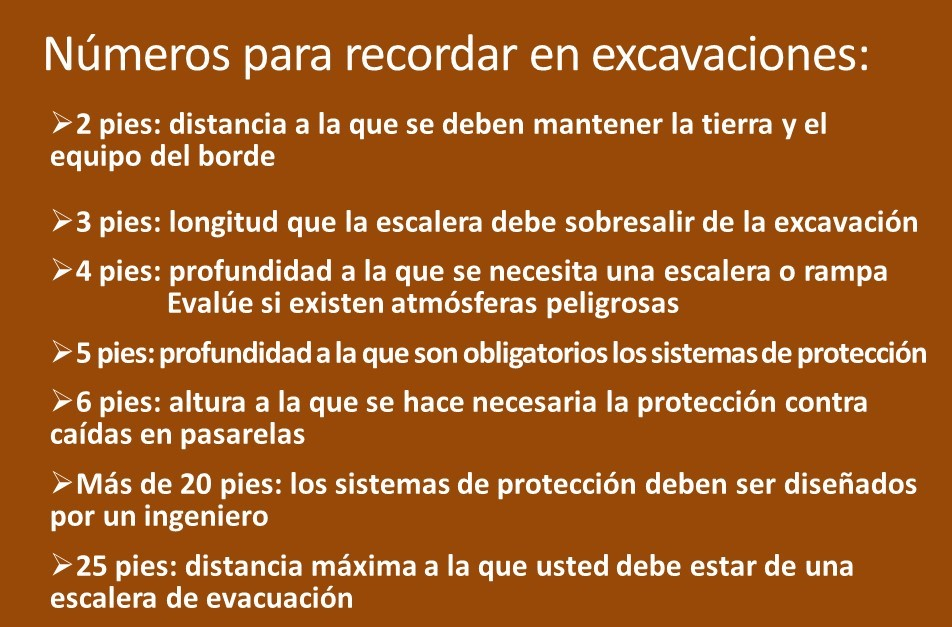 Números para recordar en excavaciones:
➢2 pies: distancia a la que se deben mantener la tierra y el
equipo del borde
➢3 pies: longitud que la escalera debe sobresalir de la excavación
➢4 pies: profundidad a la que se necesita una escalera o rampa
Evalúe si existen atmósferas peligrosas
➢5 pies: profundidad a la que son obligatorios los sistemas de protección
➢6 pies: altura a la que se hace necesaria la protección contra
caídas en pasarelas
➢Más de 20 pies: los sistemas de protección deben ser diseñados
por un ingeniero
➢25 pies: distancia máxima a la que usted debe estar de una
escalera de evacuación